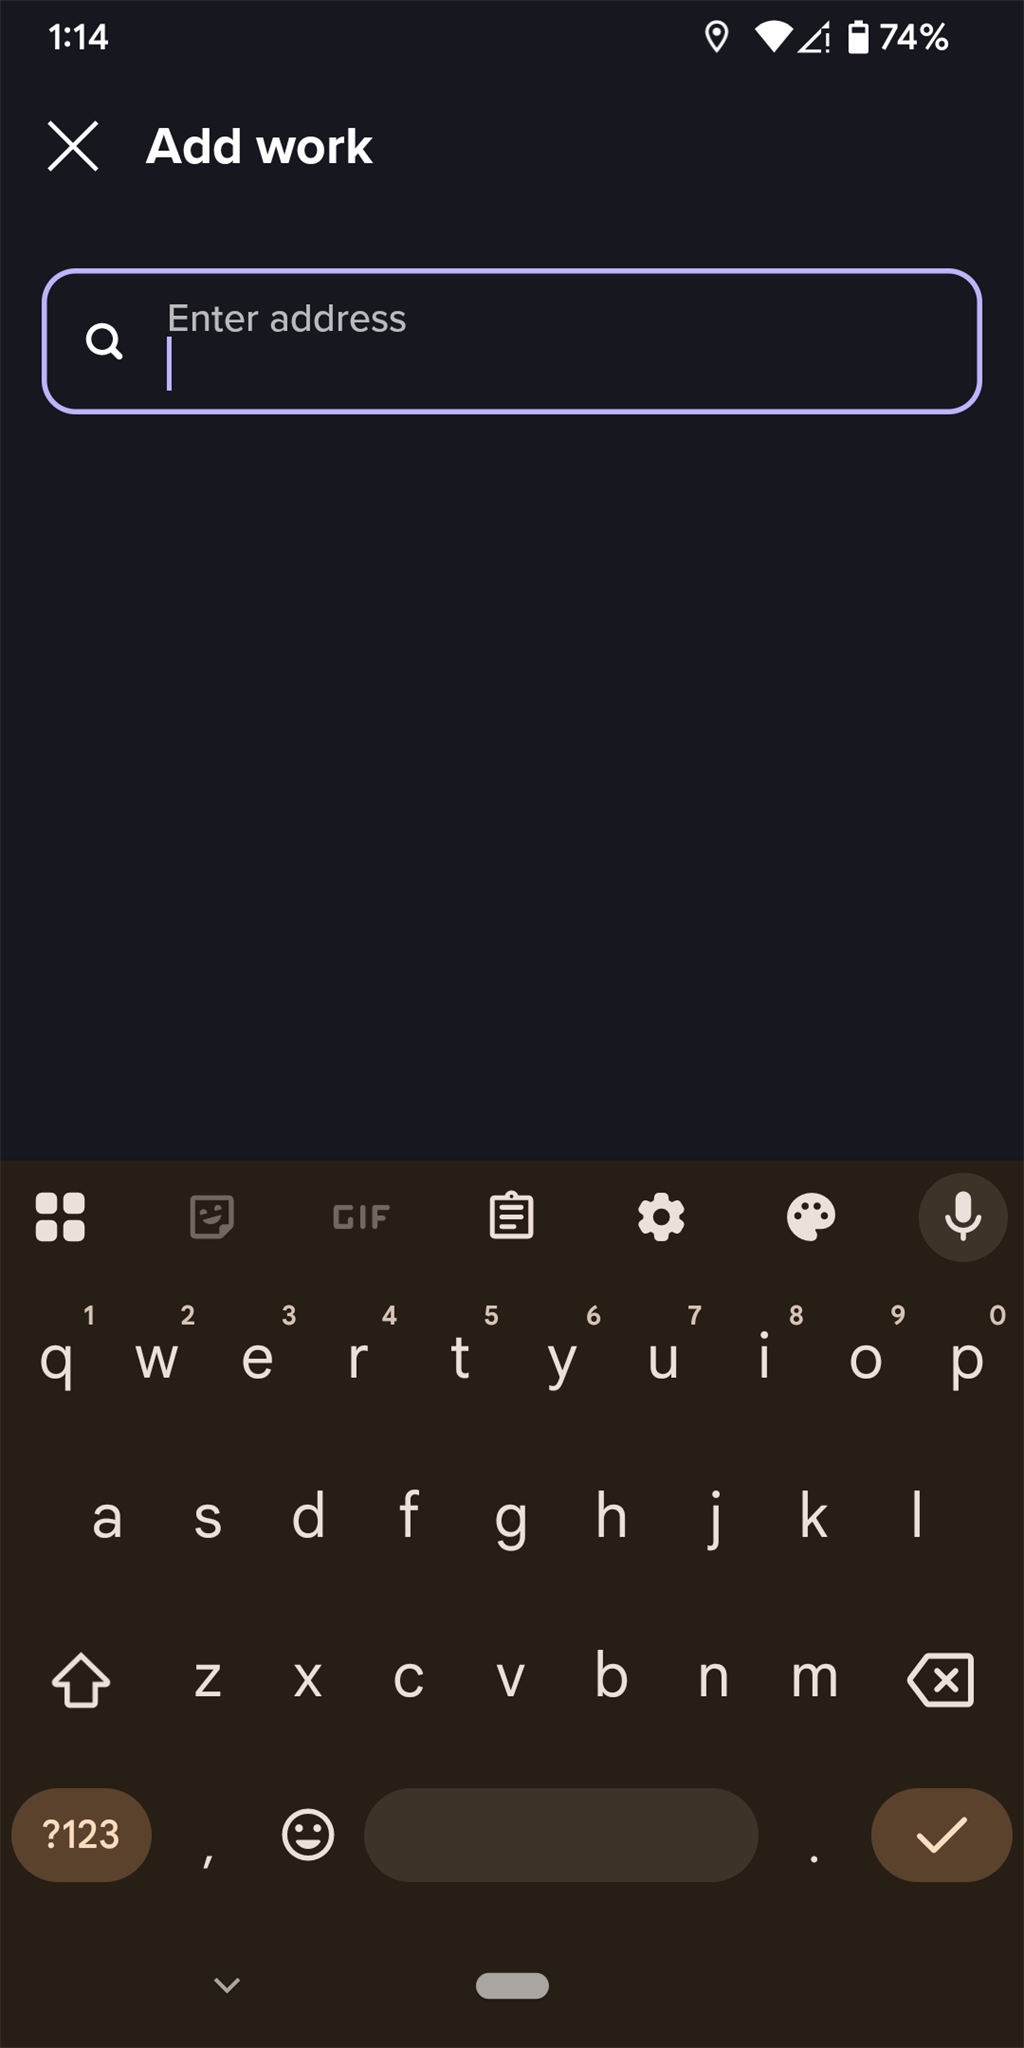 1:14 74%
Add work
Enter address
GIF
1 2 3 4 5 6 7 8 9 0
q w e r t y u i o p
a s d f g h j k l
z x c v b n m
?123 , .